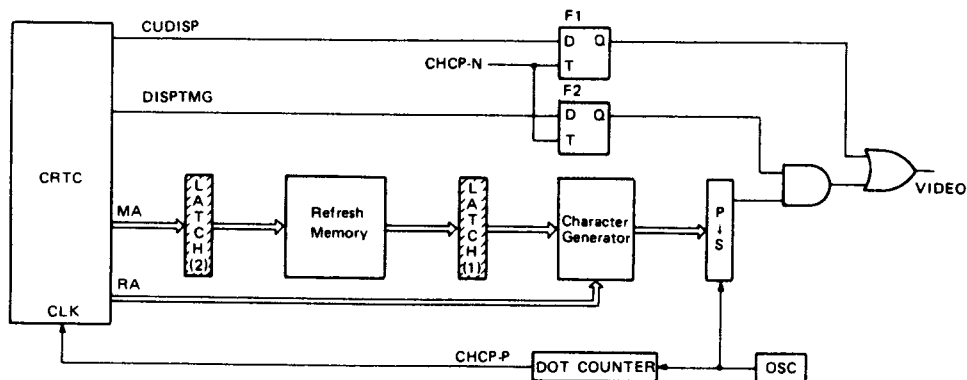 CUDISP
F1
D Q
T
CHCP-N
F2
DISPTMG
D Q
T
CRTC
MA
LATCH(2)
Refresh
Memory
LATCH(1)
Character
Generator
P↓S
VIDEO
RA
CLK
CHCP-P
DOT COUNTER
OSC